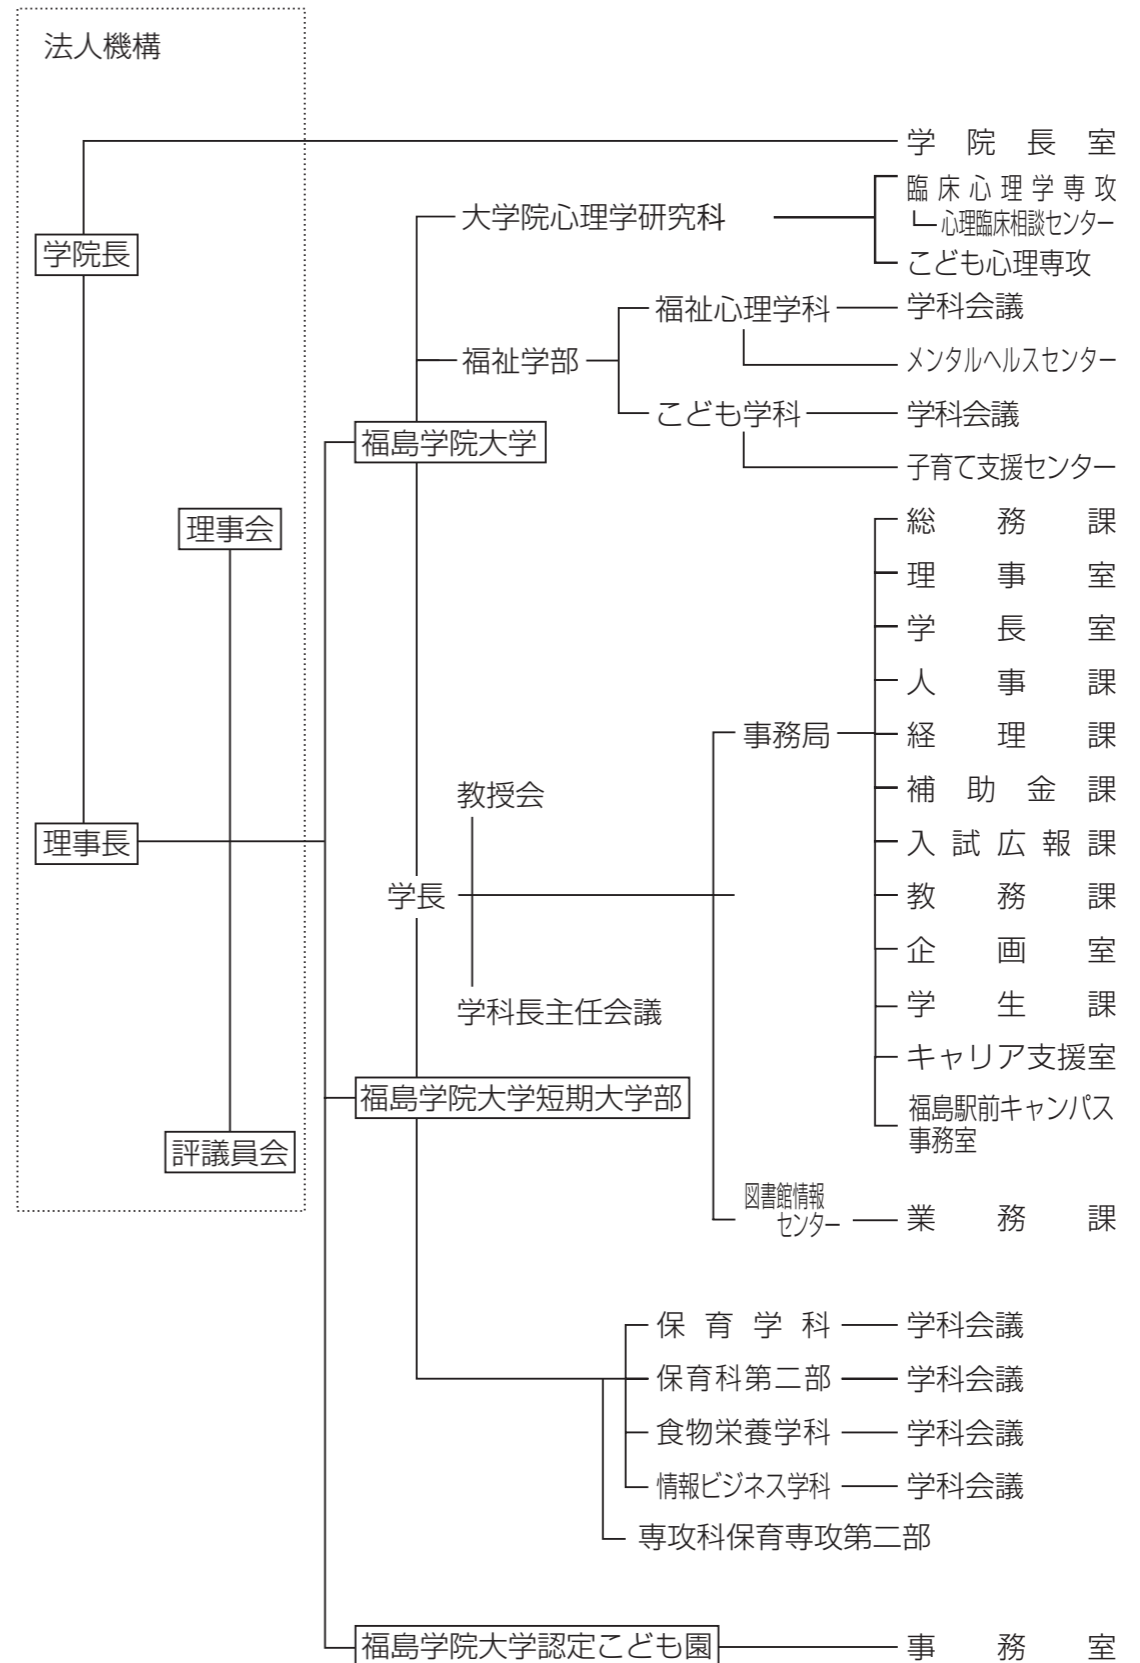 法人機構
学院長室
臨床心理学専攻
大学院心理学研究科
心理臨床相談センター
学院長
こども心理専攻
福祉心理学科
学科会議
福祉学部
メンタルヘルスセンター
こども学科
学科会議
福島学院大学
子育て支援センター
理事会
総務課
理事室
学長室
人事課
事務局
経理課
教授会
補助金課
理事長
入試広報課
学長
教務課
企画室
学科長主任会議
学生課
キャリア支援室
福島学院大学短期大学部
福島駅前キャンパス
事務室
評議員会
図書館情報
センター
業務課
保育学科
学科会議
保育科第二部
学科会議
食物栄養学科
学科会議
情報ビジネス学科
学科会議
専攻科保育専攻第二部
福島学院大学認定こども園
事務室